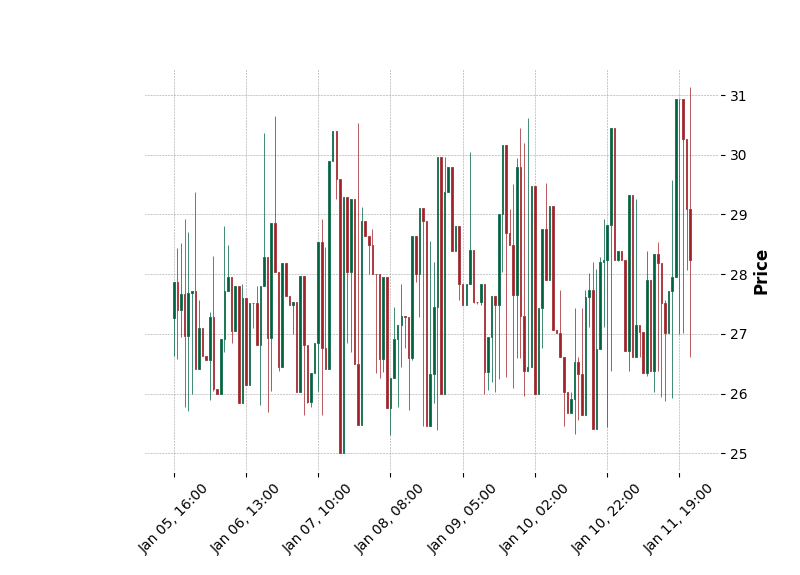 31
30
29
28
27
26
25
Price
Jan 05, 16:00
Jan 06, 13:00
Jan 07, 10:00
Jan 08, 08:00
Jan 09, 05:00
Jan 10, 02:00
Jan 10, 22:00
Jan 11, 19:00